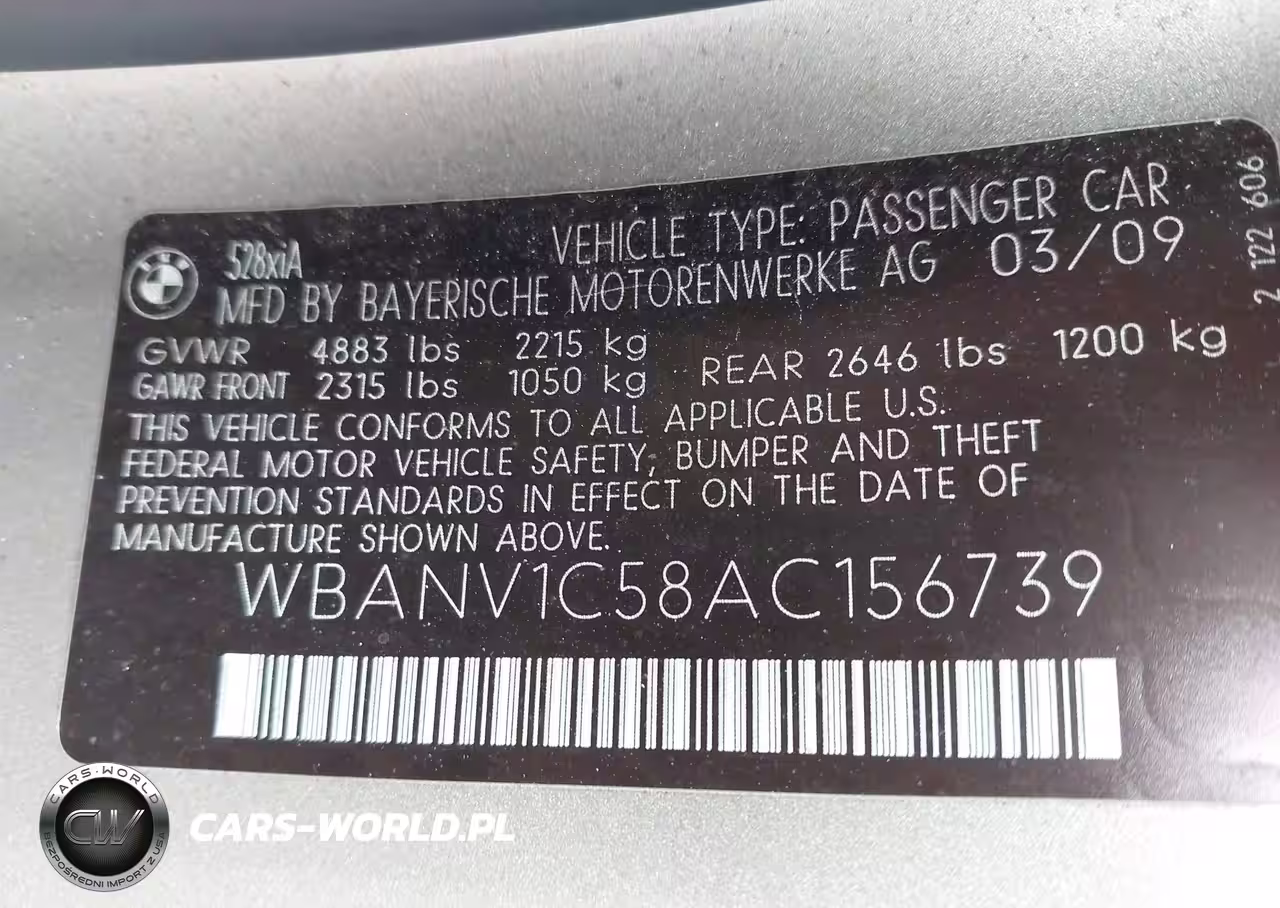 528xiA
VEHICLE TYPE: PASSENGER CAR
MFD BY BAYERISCHE MOTORENWERKE AG 03/09
GVWR 4883 lbs 2215 kg
GAWR FRONT 2315 lbs 1050 kg REAR 2646 lbs 1200 kg
THIS VEHICLE CONFORMS TO ALL APPLICABLE U.S.
FEDERAL MOTOR VEHICLE SAFETY, BUMPER AND THEFT
PREVENTION STANDARDS IN EFFECT ON THE DATE OF
MANUFACTURE SHOWN ABOVE.
WBANV1C58AC156739
2 122 606
CARS-WORLD
CW
BEZPOŚREDNI IMPORT Z USA
CARS-WORLD.PL